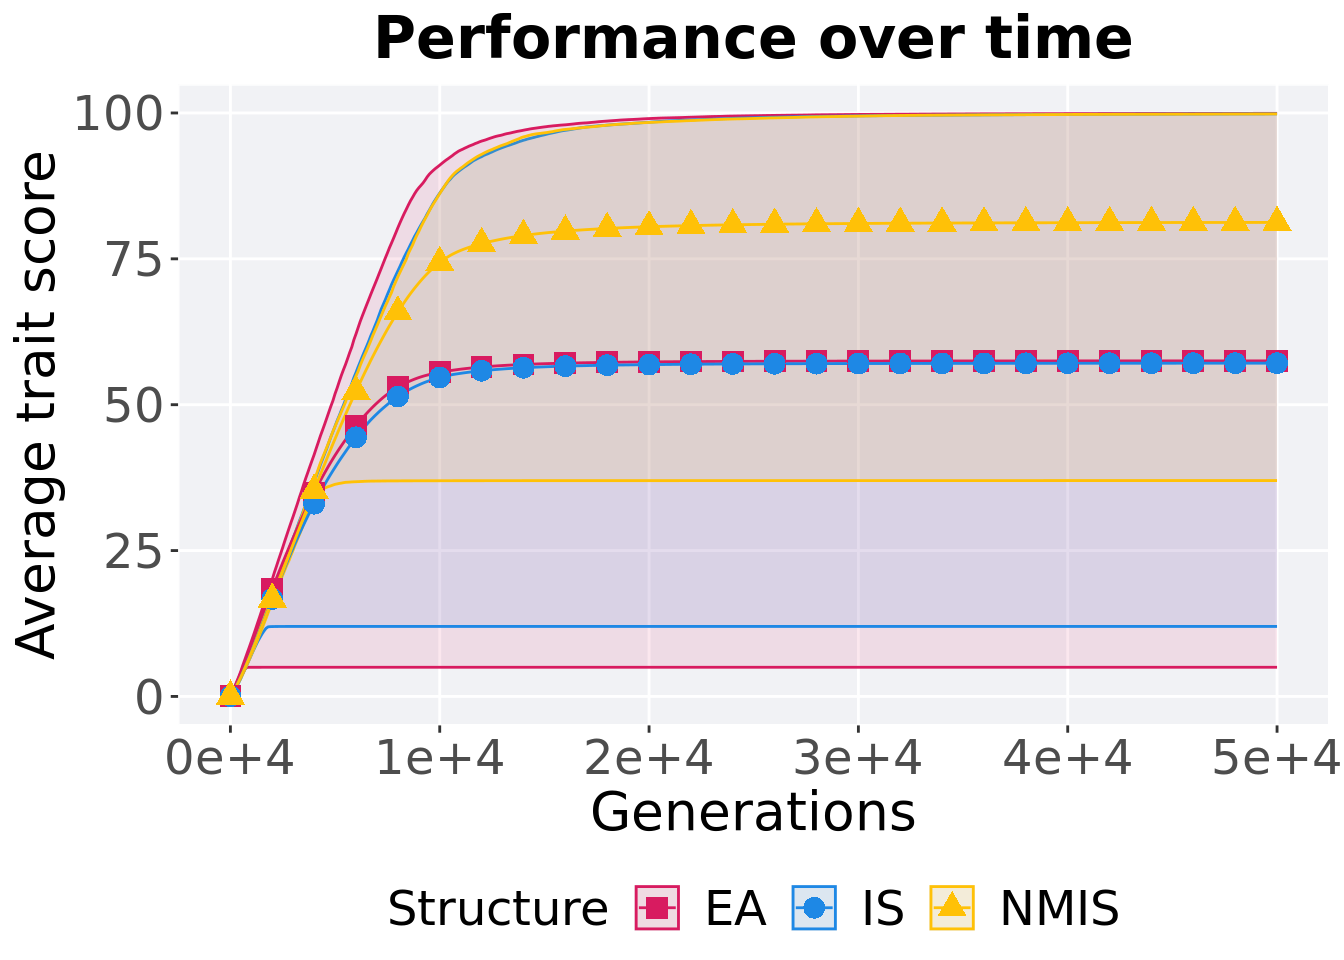 Performance over time
Average trait score
100
75
50
25
0
0e+4 1e+4 2e+4 3e+4 4e+4 5e+4
Generations
Structure EA IS NMIS